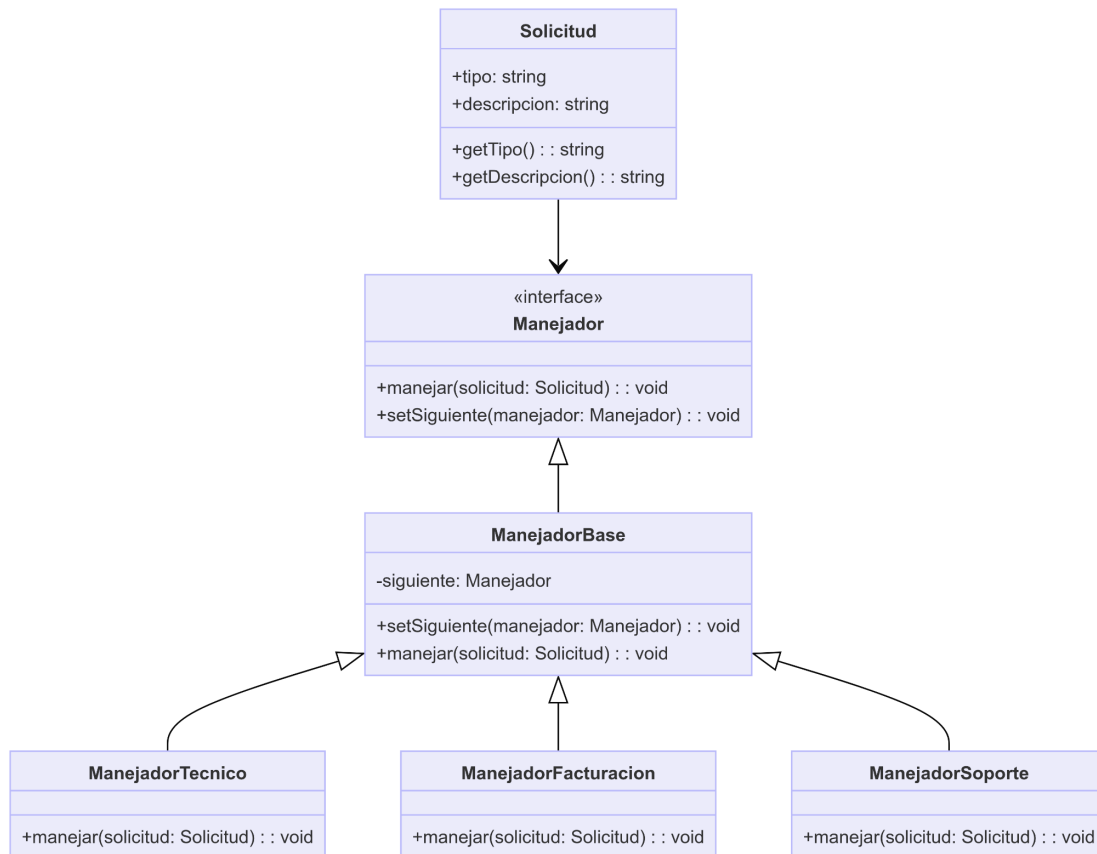 Solicitud
+tipo: string
+descripcion: string
+getTipo() : : string
+getDescripcion() : : string
«interface»
Manejador
+manejar(solicitud: Solicitud) : : void
+setSiguiente(manejador: Manejador) : : void
ManejadorBase
-siguiente: Manejador
+setSiguiente(manejador: Manejador) : : void
+manejar(solicitud: Solicitud) : : void
ManejadorTecnico
+manejar(solicitud: Solicitud) : : void
ManejadorFacturacion
+manejar(solicitud: Solicitud) : : void
ManejadorSoporte
+manejar(solicitud: Solicitud) : : void